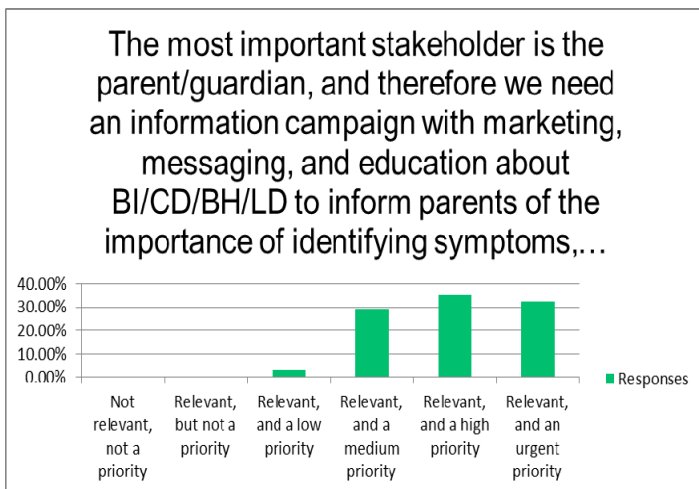 The most important stakeholder is the
parent/guardian, and therefore we need
an information campaign with marketing,
messaging, and education about
BI/CD/BH/LD to inform parents of the
importance of identifying symptoms,...
40.00%
30.00%
20.00%
10.00%
0.00%
Not relevant, not a priority
Relevant, but not a priority
Relevant, and a low priority
Relevant, and a medium priority
Relevant, and a high priority
Relevant, and an urgent priority
Responses